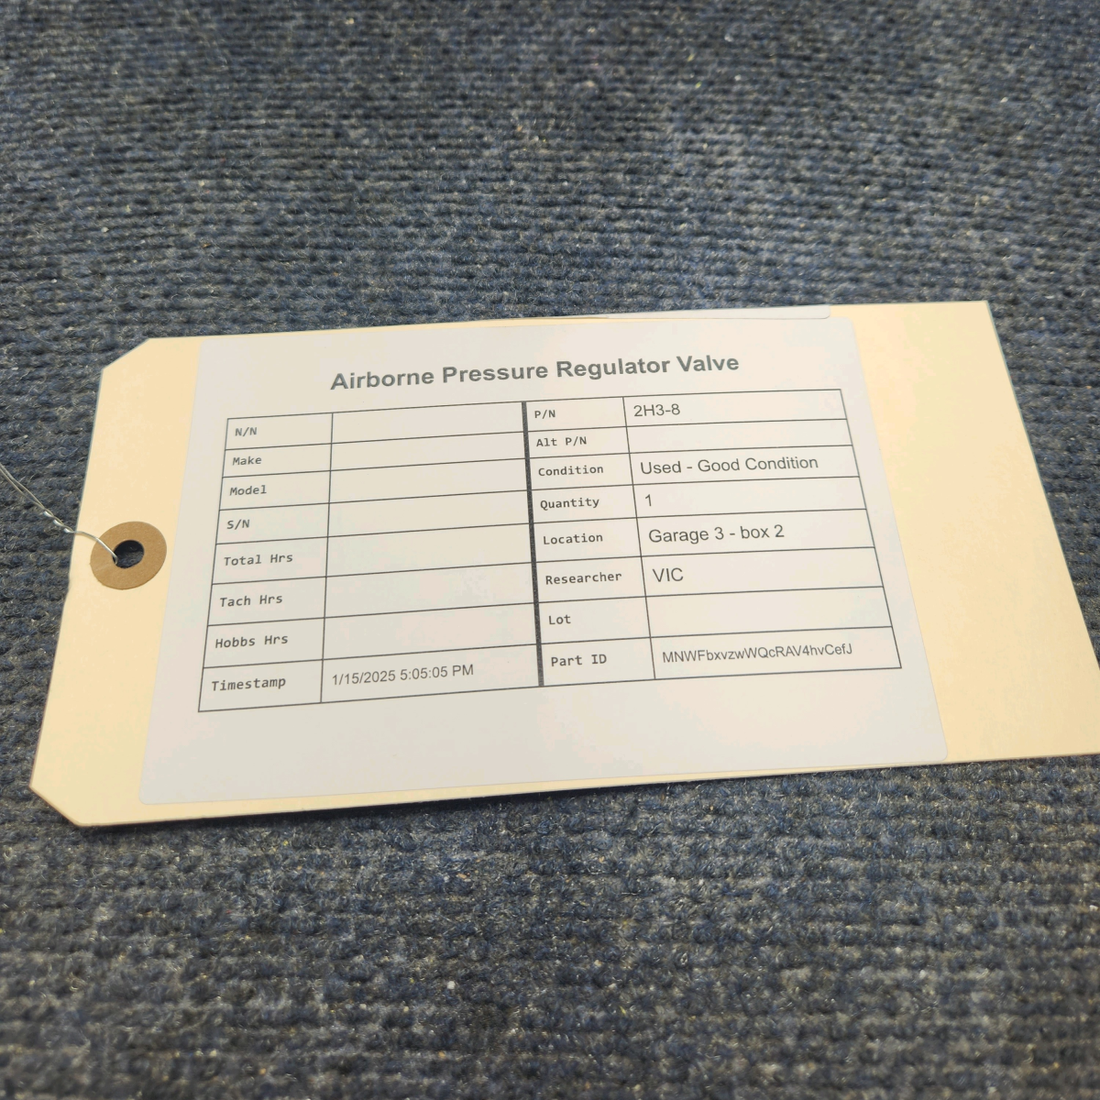 Airborne Pressure Regulator Valve
N/N
Make
Model
S/N
Total Hrs
Tach Hrs
Hobbs Hrs
Timestamp 1/15/2025 5:05:05 PM
P/N 2H3-8
Alt P/N
Condition Used - Good Condition
Quantity 1
Location Garage 3 - box 2
Researcher VIC
Lot
Part ID MNWFbxvzwWQcRAV4hvCefJ